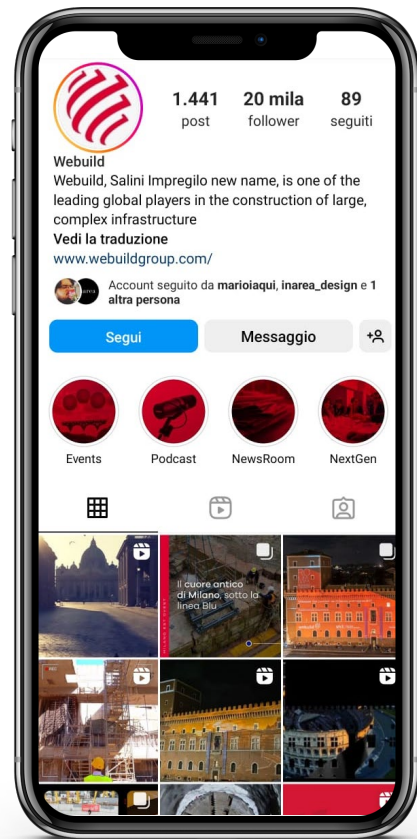 1.441 20 mila 89
post follower seguiti
Webuild
Webuild, Salini Impregilo new name, is one of the
leading global players in the construction of large,
complex infrastructure
Vedi la traduzione
www.webuildgroup.com/
Account seguito da marioiaqui, inarea_design e 1
altra persona
Segui Messaggio
Events Podcast NewsRoom NextGen
Il cuore antico
di Milano, sotto la
linea Blu